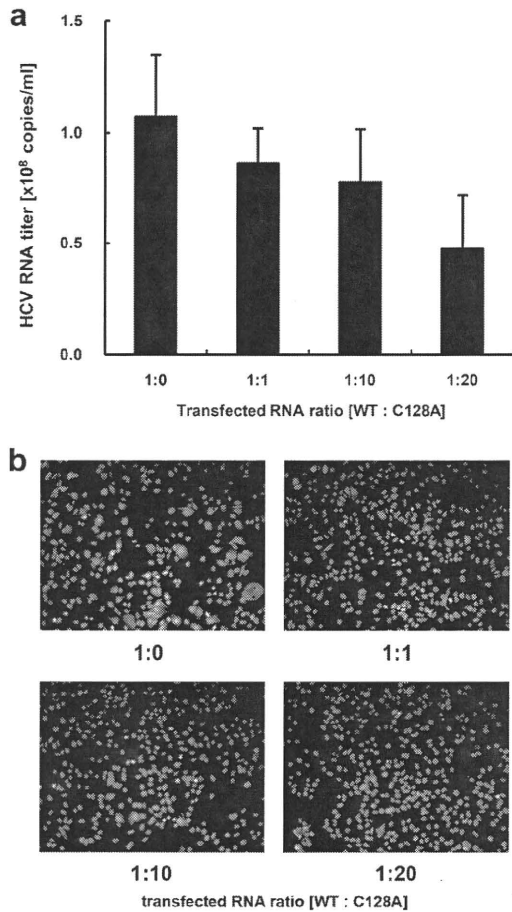 a
HCV RNA titer [x10⁸ copies/ml]
1.5
1.0
0.5
0.0
1:0 1:1 1:10 1:20
Transfected RNA ratio [WT : C128A]
b
1:0 1:1
1:10 1:20
transfected RNA ratio [WT : C128A]